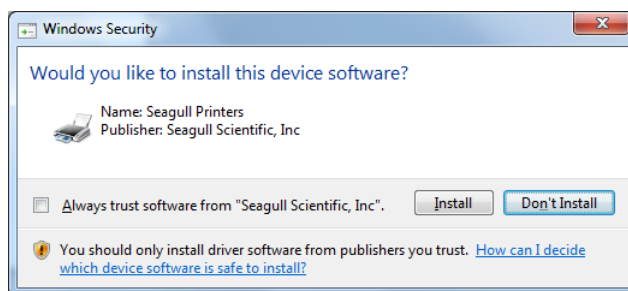 Windows Security
Would you like to install this device software?
Name: Seagull Printers
Publisher: Seagull Scientific, Inc
Always trust software from "Seagull Scientific, Inc".
Install
Don't Install
You should only install driver software from publishers you trust. How can I decide
which device software is safe to install?